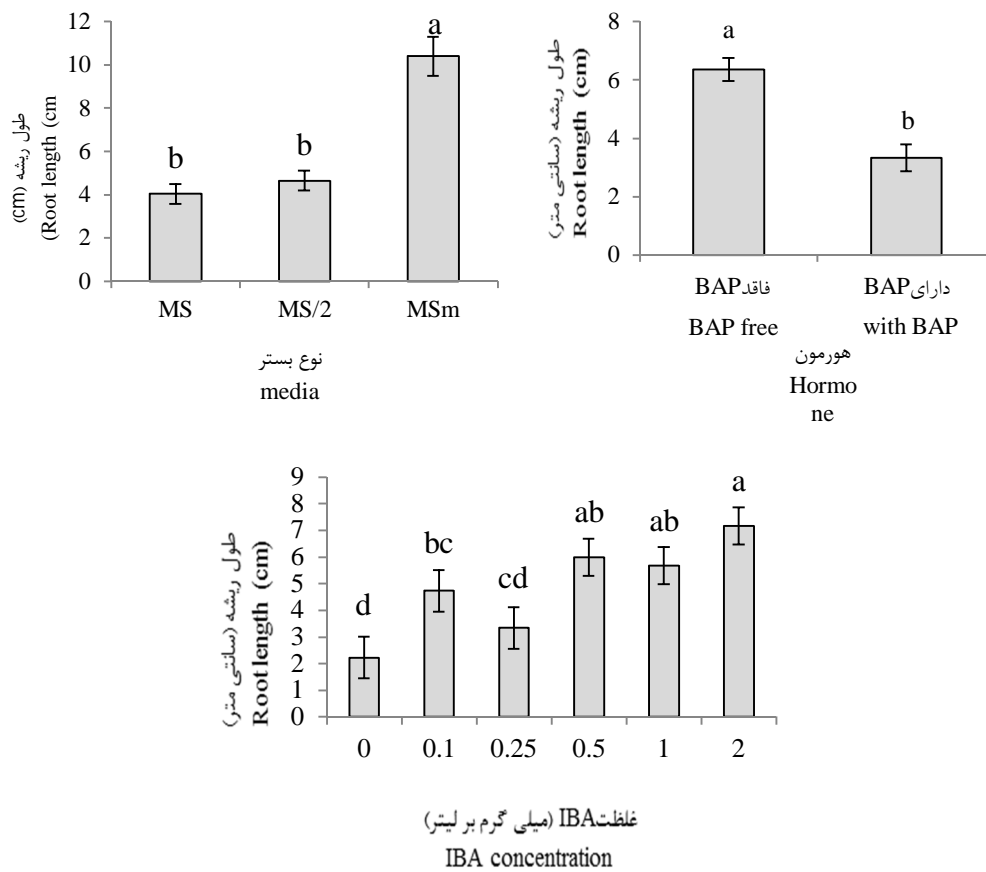 12
10
8
6
4
2
0
طول ریشه (cm)
(Root length (cm
b
b
a
MS MS/2 MSm
نوع بستر
media
8
6
4
2
0
طول ریشه (سانتی متر)
Root length (cm)
a
b
فاقدBAP دارایBAP
BAP free with BAP
هورمون
Hormo
ne
9
8
7
6
5
4
3
2
1
0
طول ریشه (سانتی متر)
Root length (cm)
d
bc
cd
ab
ab
a
0 0.1 0.25 0.5 1 2
غلظتIBA (میلی گرم بر لیتر)
IBA concentration